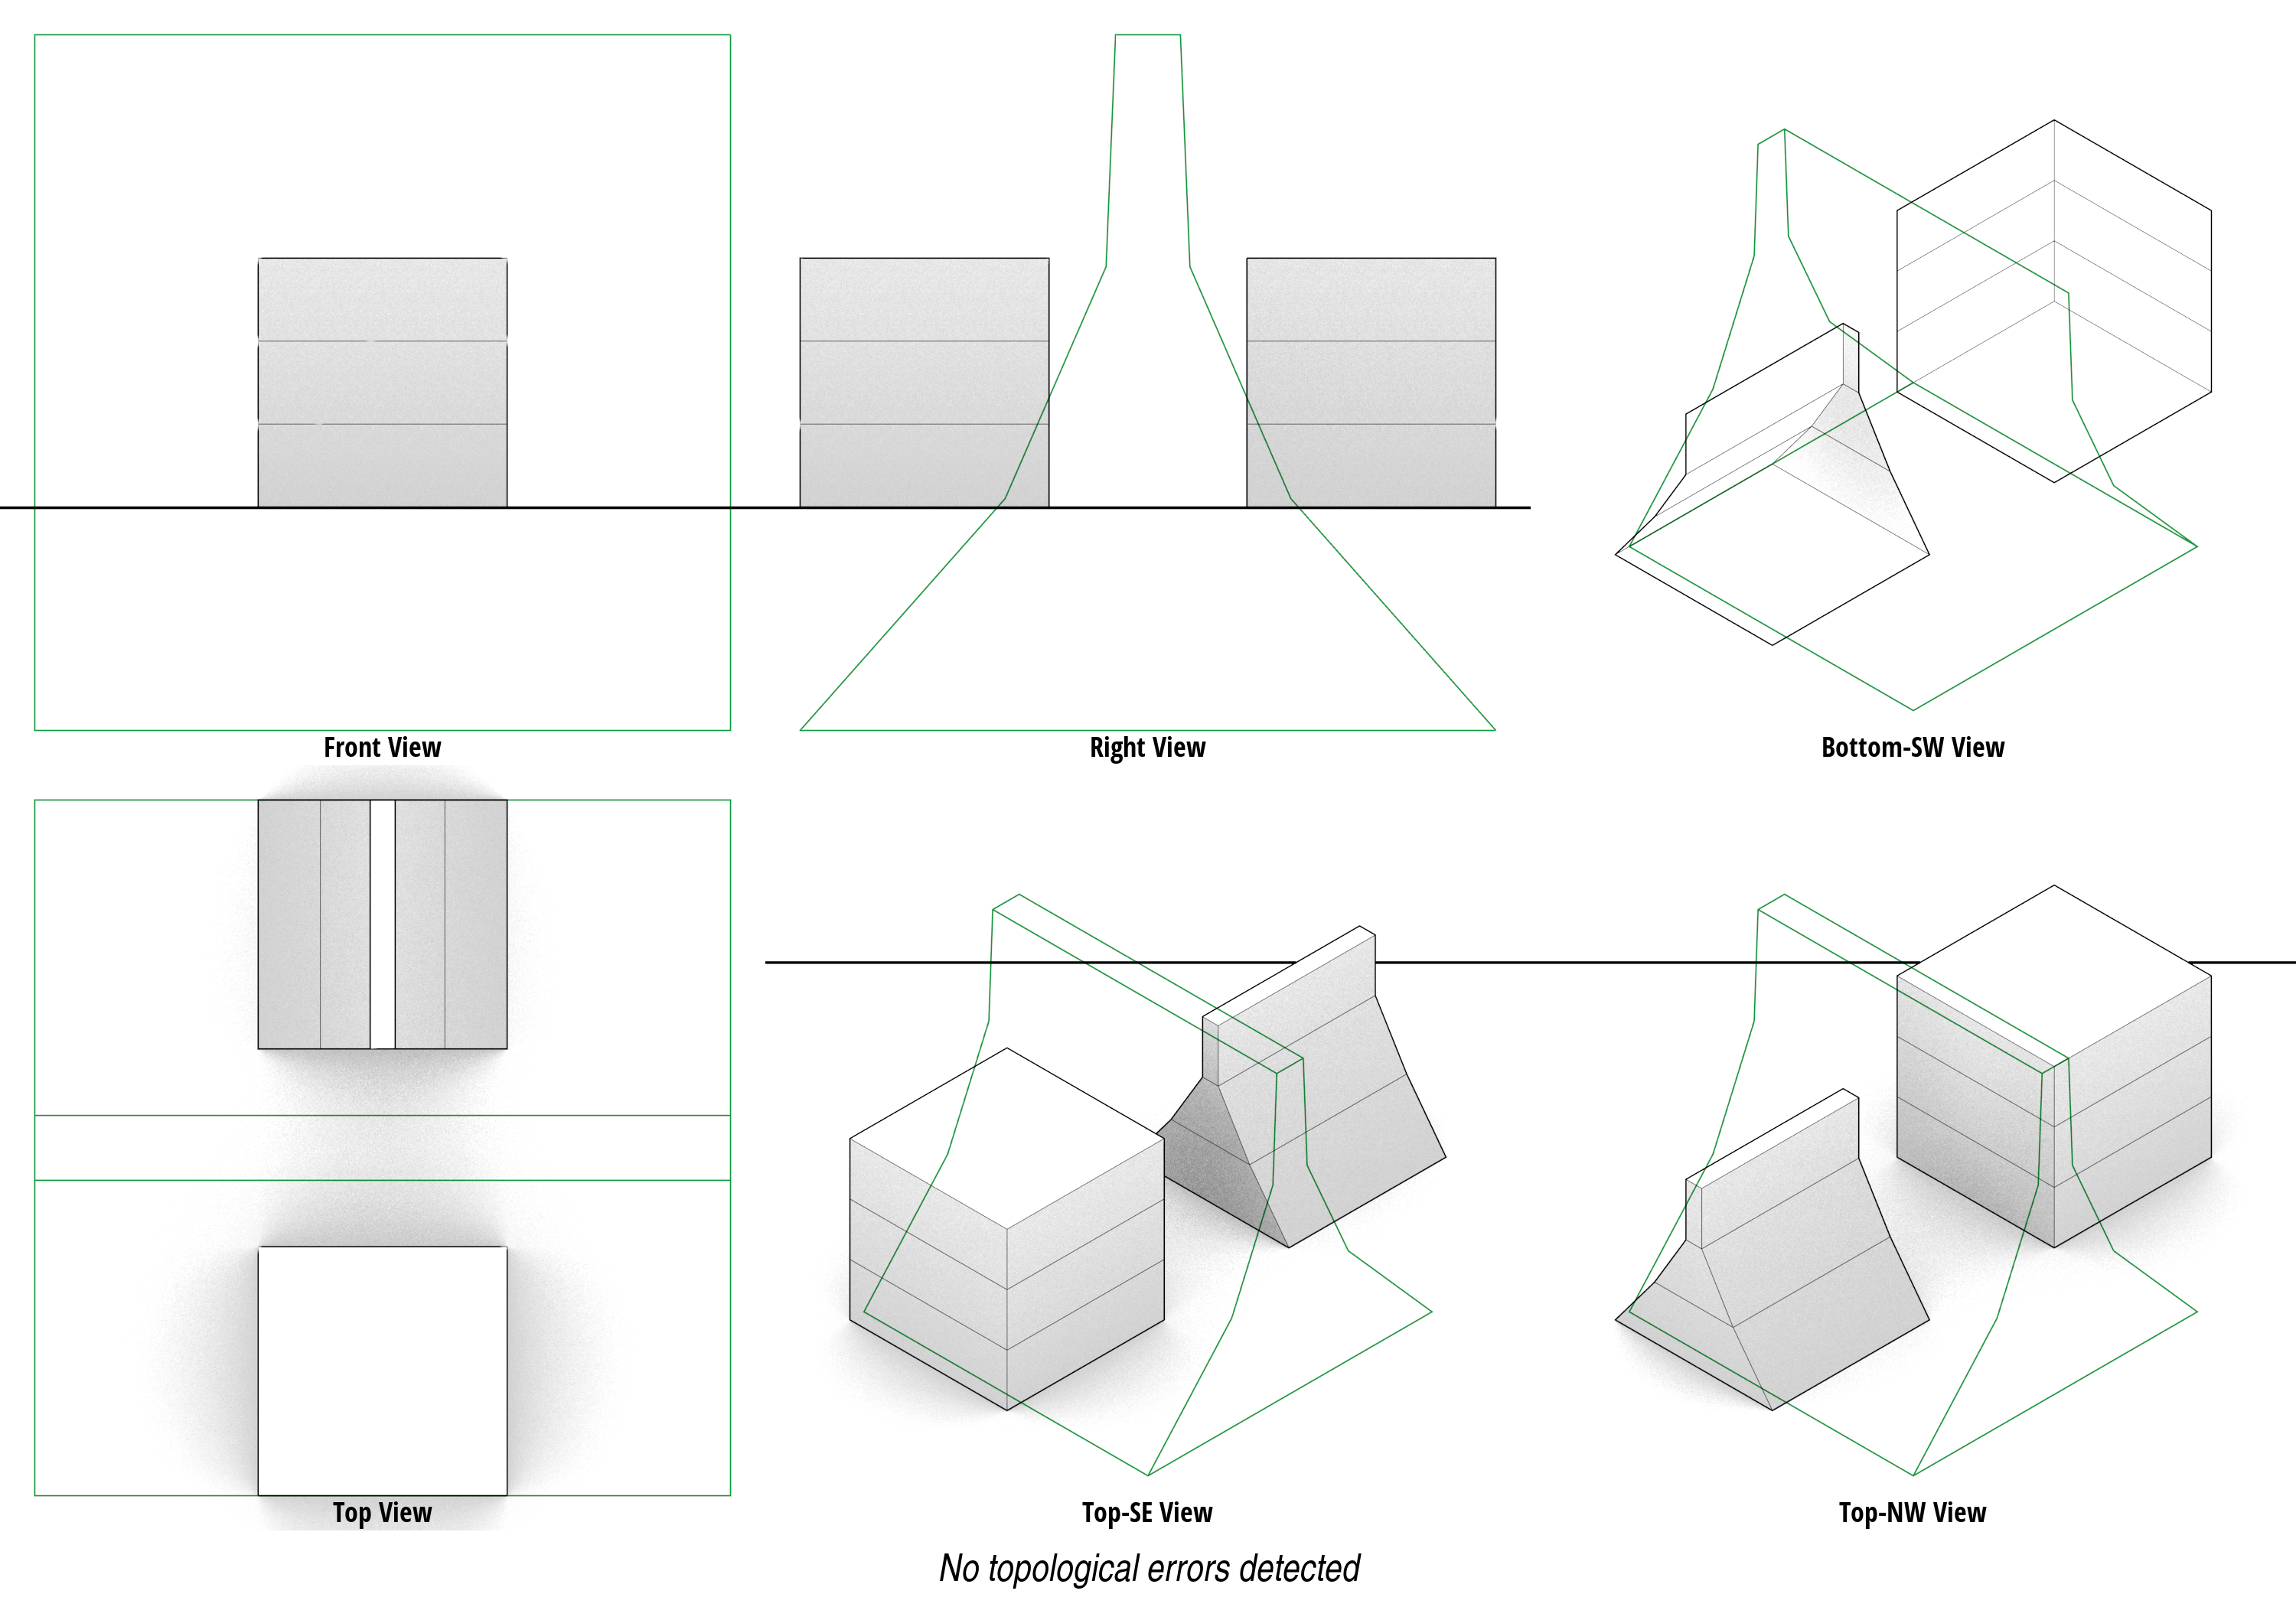 Front View
Right View
Bottom-SW View
Top View
Top-SE View
Top-NW View
No topological errors detected